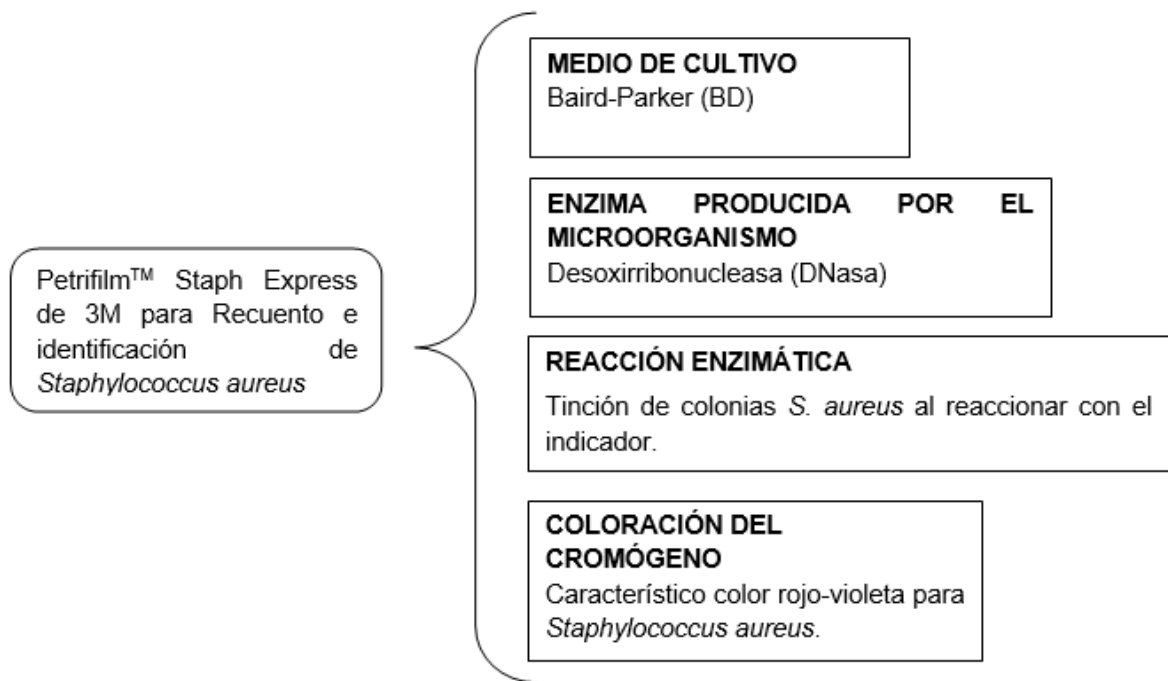 Petrifilm™ Staph Express
de 3M para Recuento e
identificación de
Staphylococcus aureus
MEDIO DE CULTIVO
Baird-Parker (BD)
ENZIMA PRODUCIDA POR EL
MICROORGANISMO
Desoxirribonucleasa (DNasa)
REACCIÓN ENZIMÁTICA
Tinción de colonias S. aureus al reaccionar con el
indicador.
COLORACIÓN DEL
CROMÓGENO
Característico color rojo-violeta para
Staphylococcus aureus.